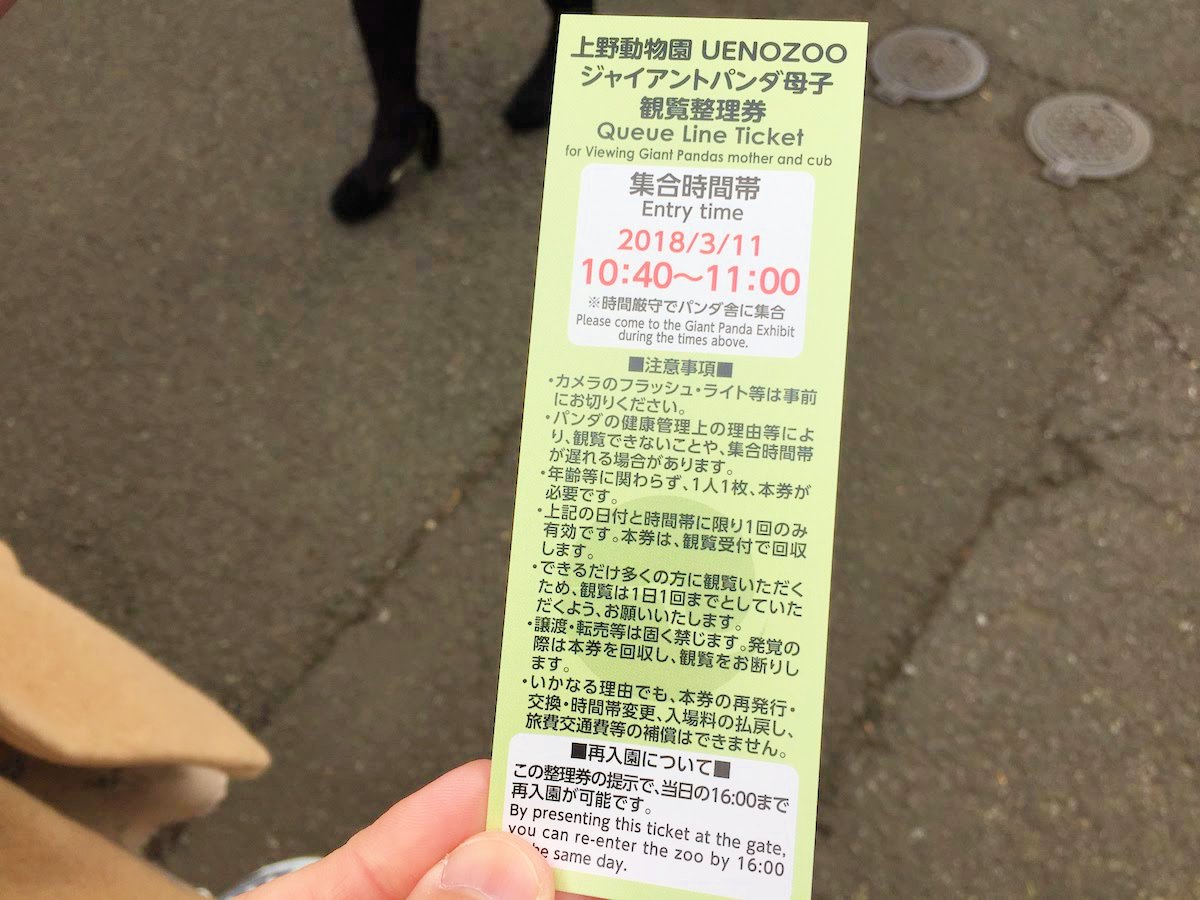 上野動物園 UENOZOO
ジャイアントパンダ母子
観覧整理券
Queue Line Ticket
for Viewing Giant Pandas mother and cub
集合時間帯
Entry time
2018/3/11
10:40～11:00
※時間厳守でパンダ舎に集合
Please come to the Giant Panda Exhibit
during the times above.
■注意事項■
・カメラのフラッシュ・ライト等は事前
にお切りください。
・パンダの健康管理上の理由等によ
り、観覧できないことや、集合時間帯
が遅れる場合があります。
・年齢等に関わらず、1人1枚、本券が
必要です。
・上記の日付と時間帯に限り1回のみ
有効です。本券は、観覧受付で回収
します。
・できるだけ多くの方に観覧いただく
ため、観覧は1日1回までとしていた
だくよう、お願いいたします。
・譲渡・転売等は固く禁じます。発覚の
際は本券を回収し、観覧をお断りし
ます。
・いかなる理由でも、本券の再発行・
交換・時間帯変更、入場料の払戻し、
旅費交通費等の補償はできません。
■再入園について■
この整理券の提示で、当日の16:00まで
再入園が可能です。
By presenting this ticket at the gate,
you can re-enter the zoo by 16:00
same day.